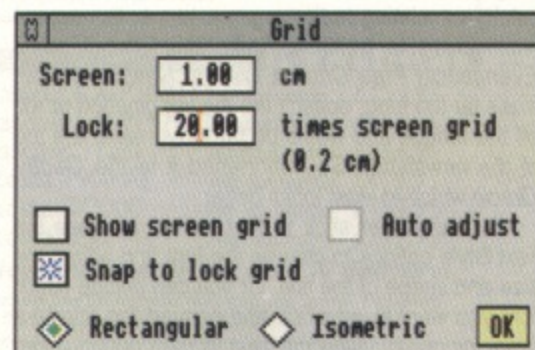 Grid
Screen: 1.00 cm
Lock: 20.00 times screen grid
(0.2 cm)
Show screen grid Auto adjust
Snap to lock grid
Rectangular Isometric OK